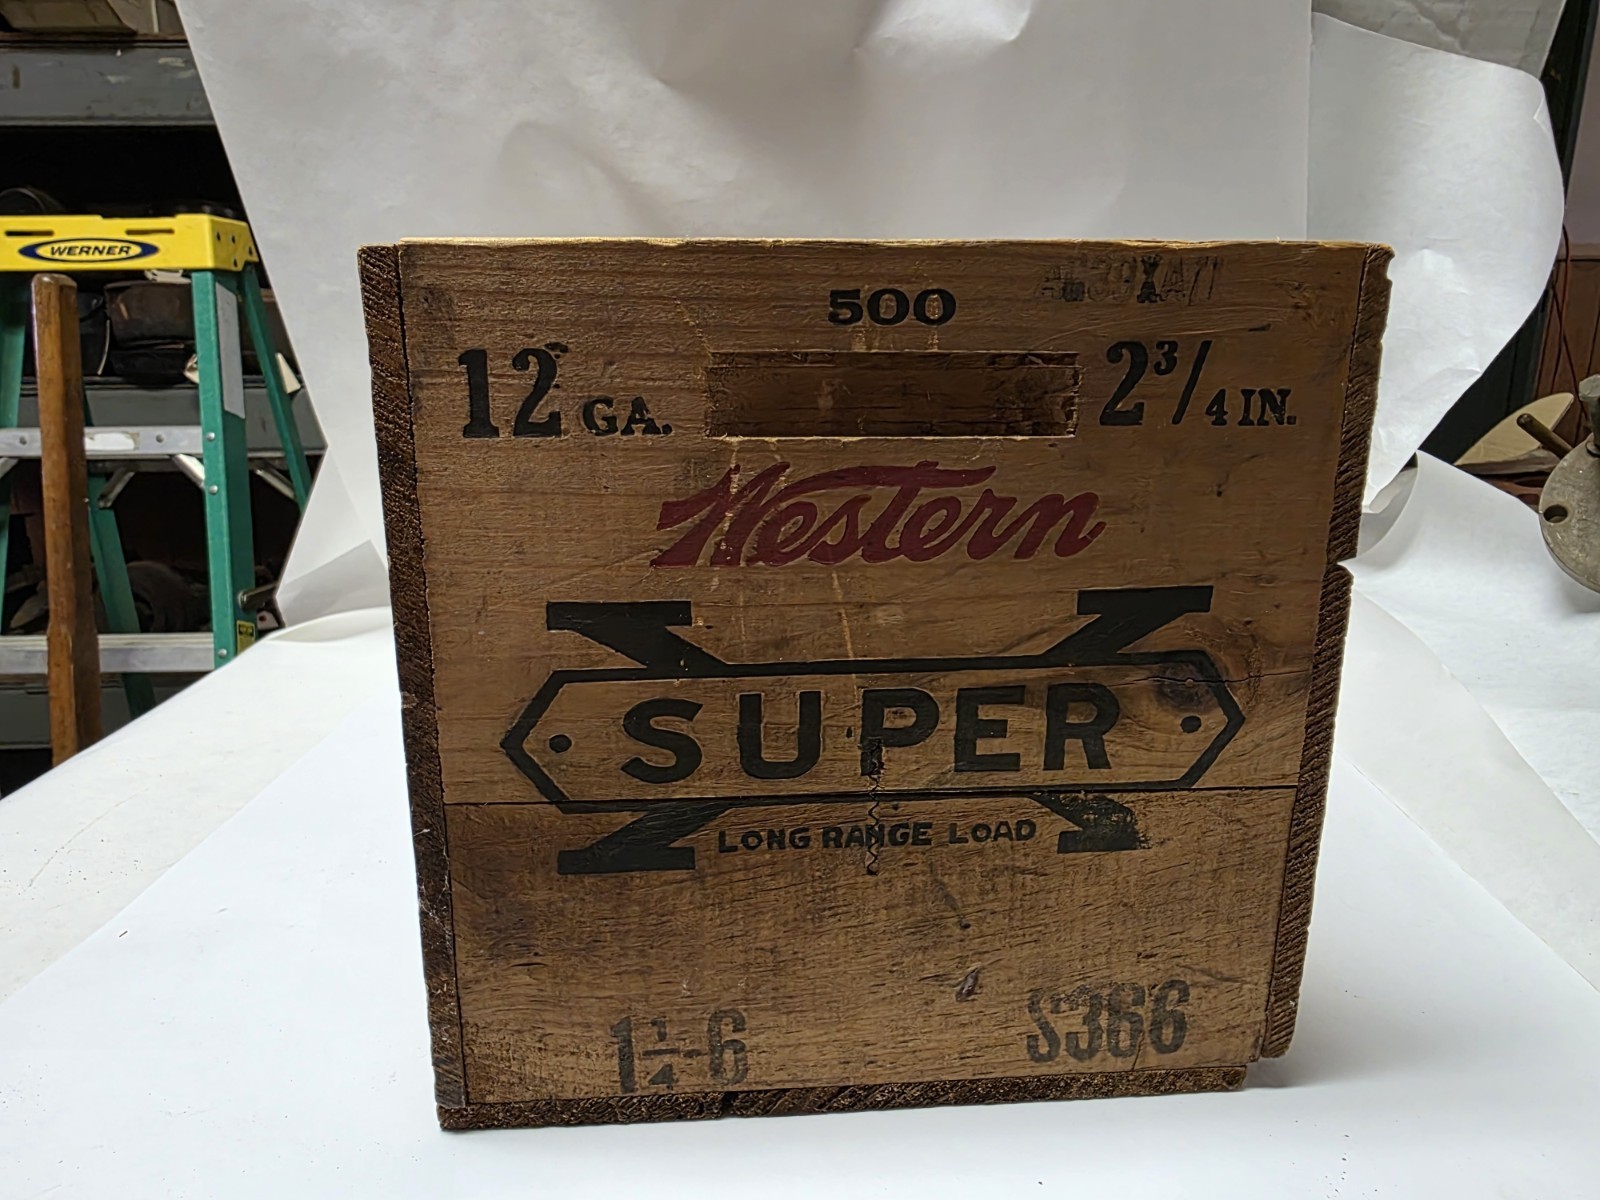 WERNER
500
12 GA.
2 3/4 IN.
Western
SUPER
LONG RANGE LOAD
1 1/4-6
S366